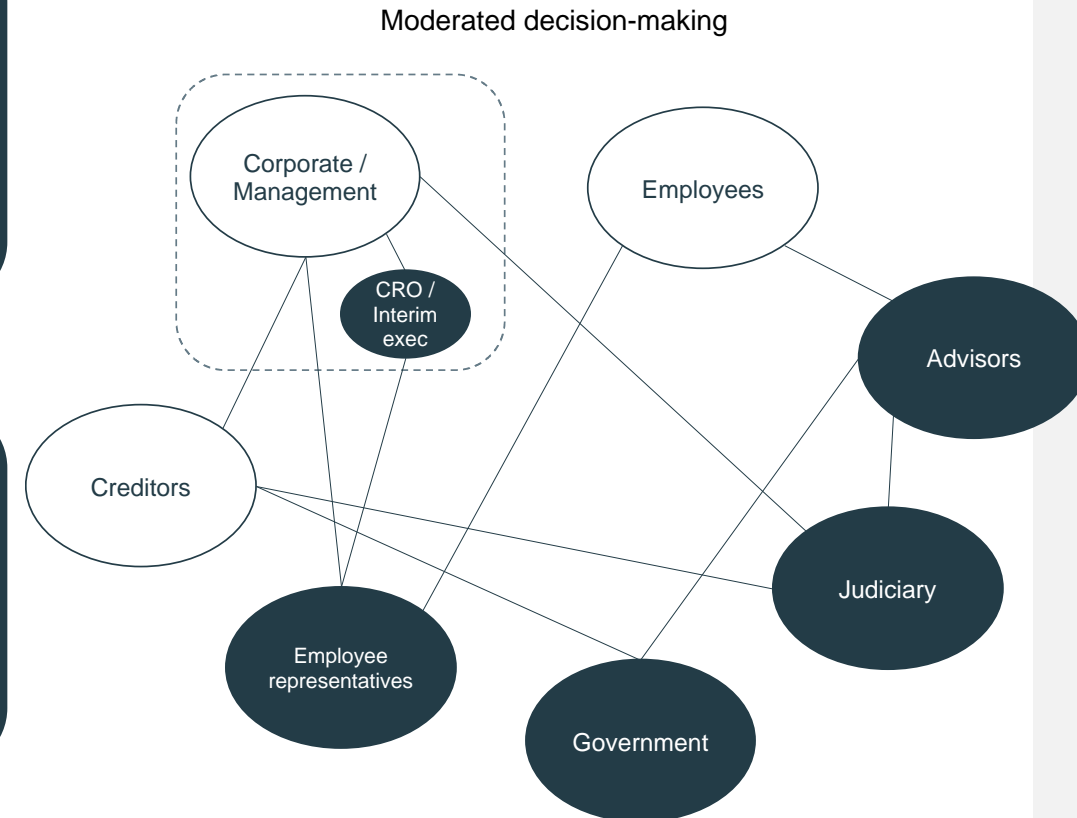 Moderated decision-making
Corporate /
Management
Employees
CRO /
Interim
exec
Advisors
Creditors
Judiciary
Employee
representatives
Government